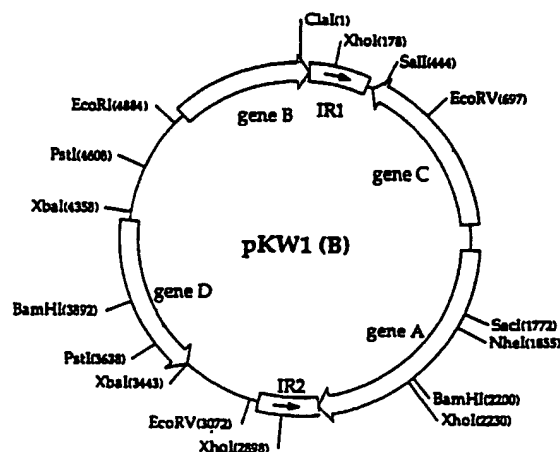 ClaI(1)
XhoI(178)
SalI(444)
EcoRV(697)
EcoRI(4884)
gene B
IR1
PstI(4608)
gene C
XbaI(4358)
pKW1 (B)
gene D
BamHI(3892)
SacI(1772)
gene A
NheI(1855)
PstI(3638)
XbaI(3443)
IR2
BamHI(2200)
EcoRV(3072)
XhoI(2230)
XhoI(2898)